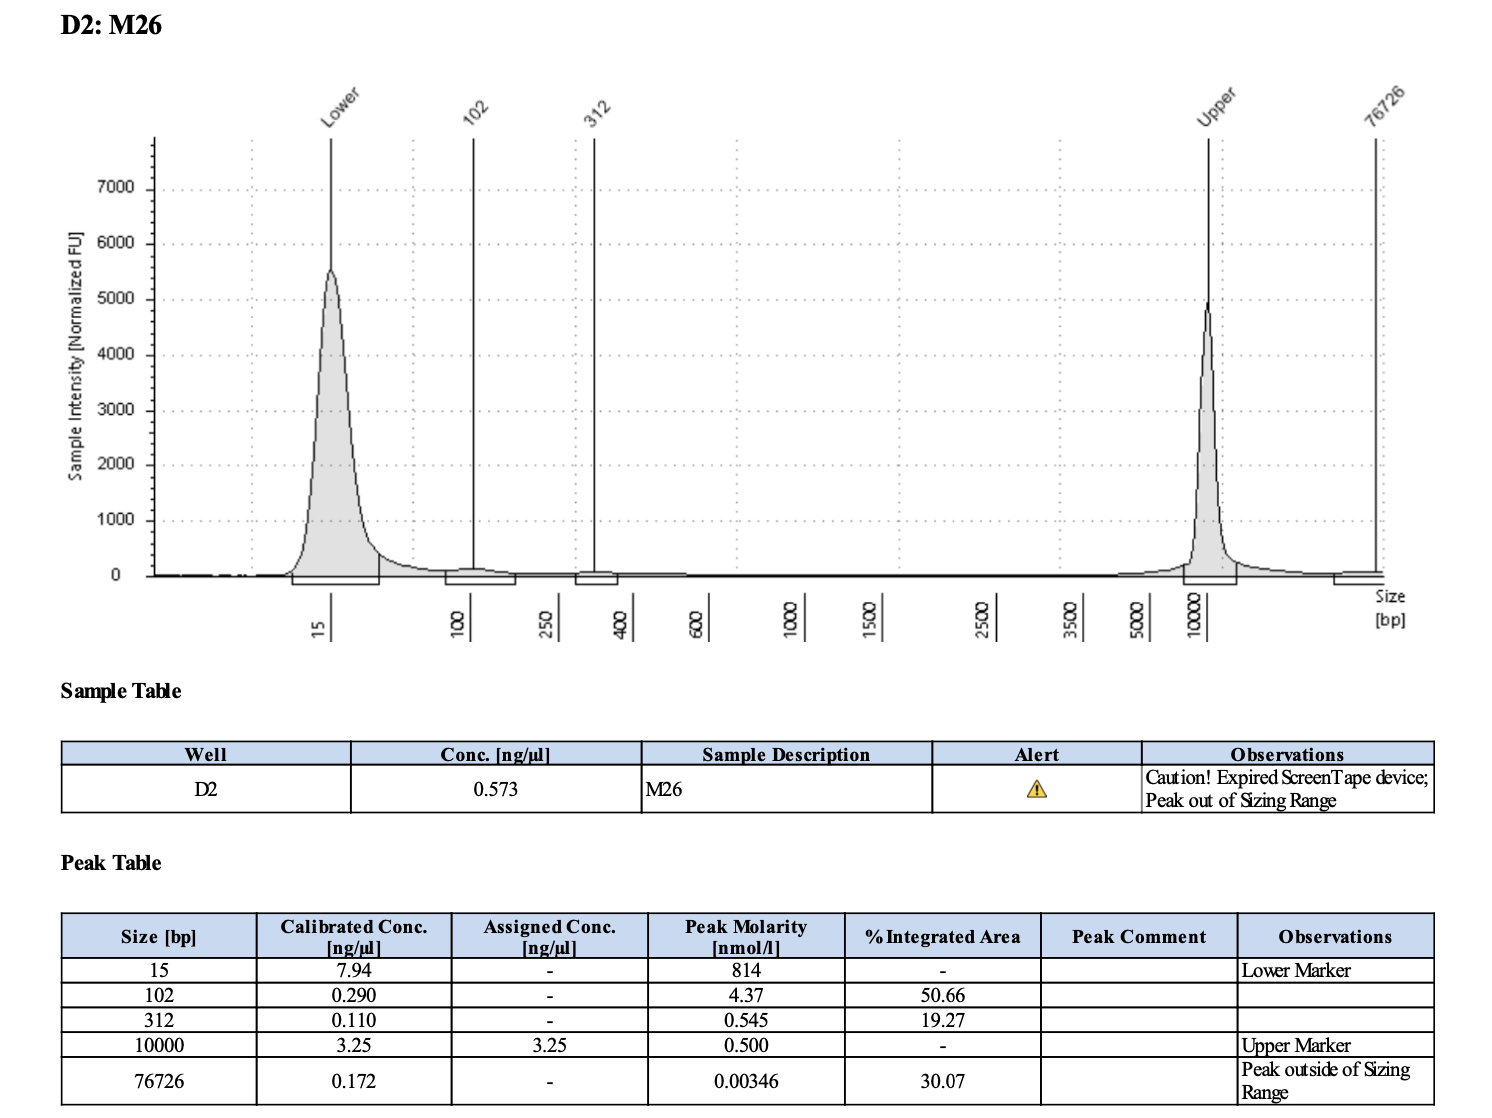 D2: M26
Lower
102
312
Upper
76726
Sample Intensity [Normalized FU]
7000
6000
5000
4000
3000
2000
1000
0
15
100
250
400
600
1000
1500
2500
3500
5000
10000
Size
[bp]
Sample Table
Well Conc. [ng/µl] Sample Description Alert Observations
D2 0.573 M26 Caution! Expired ScreenTape device;
Peak out of Sizing Range
Peak Table
Size [bp] Calibrated Conc. [ng/µl] Assigned Conc. [ng/µl] Peak Molarity [nmol/l] % Integrated Area Peak Comment Observations
15 7.94 - 814 - Lower Marker
102 0.290 - 4.37 50.66
312 0.110 - 0.545 19.27
10000 3.25 3.25 0.500 - Upper Marker
76726 0.172 - 0.00346 30.07 Peak outside of Sizing
Range